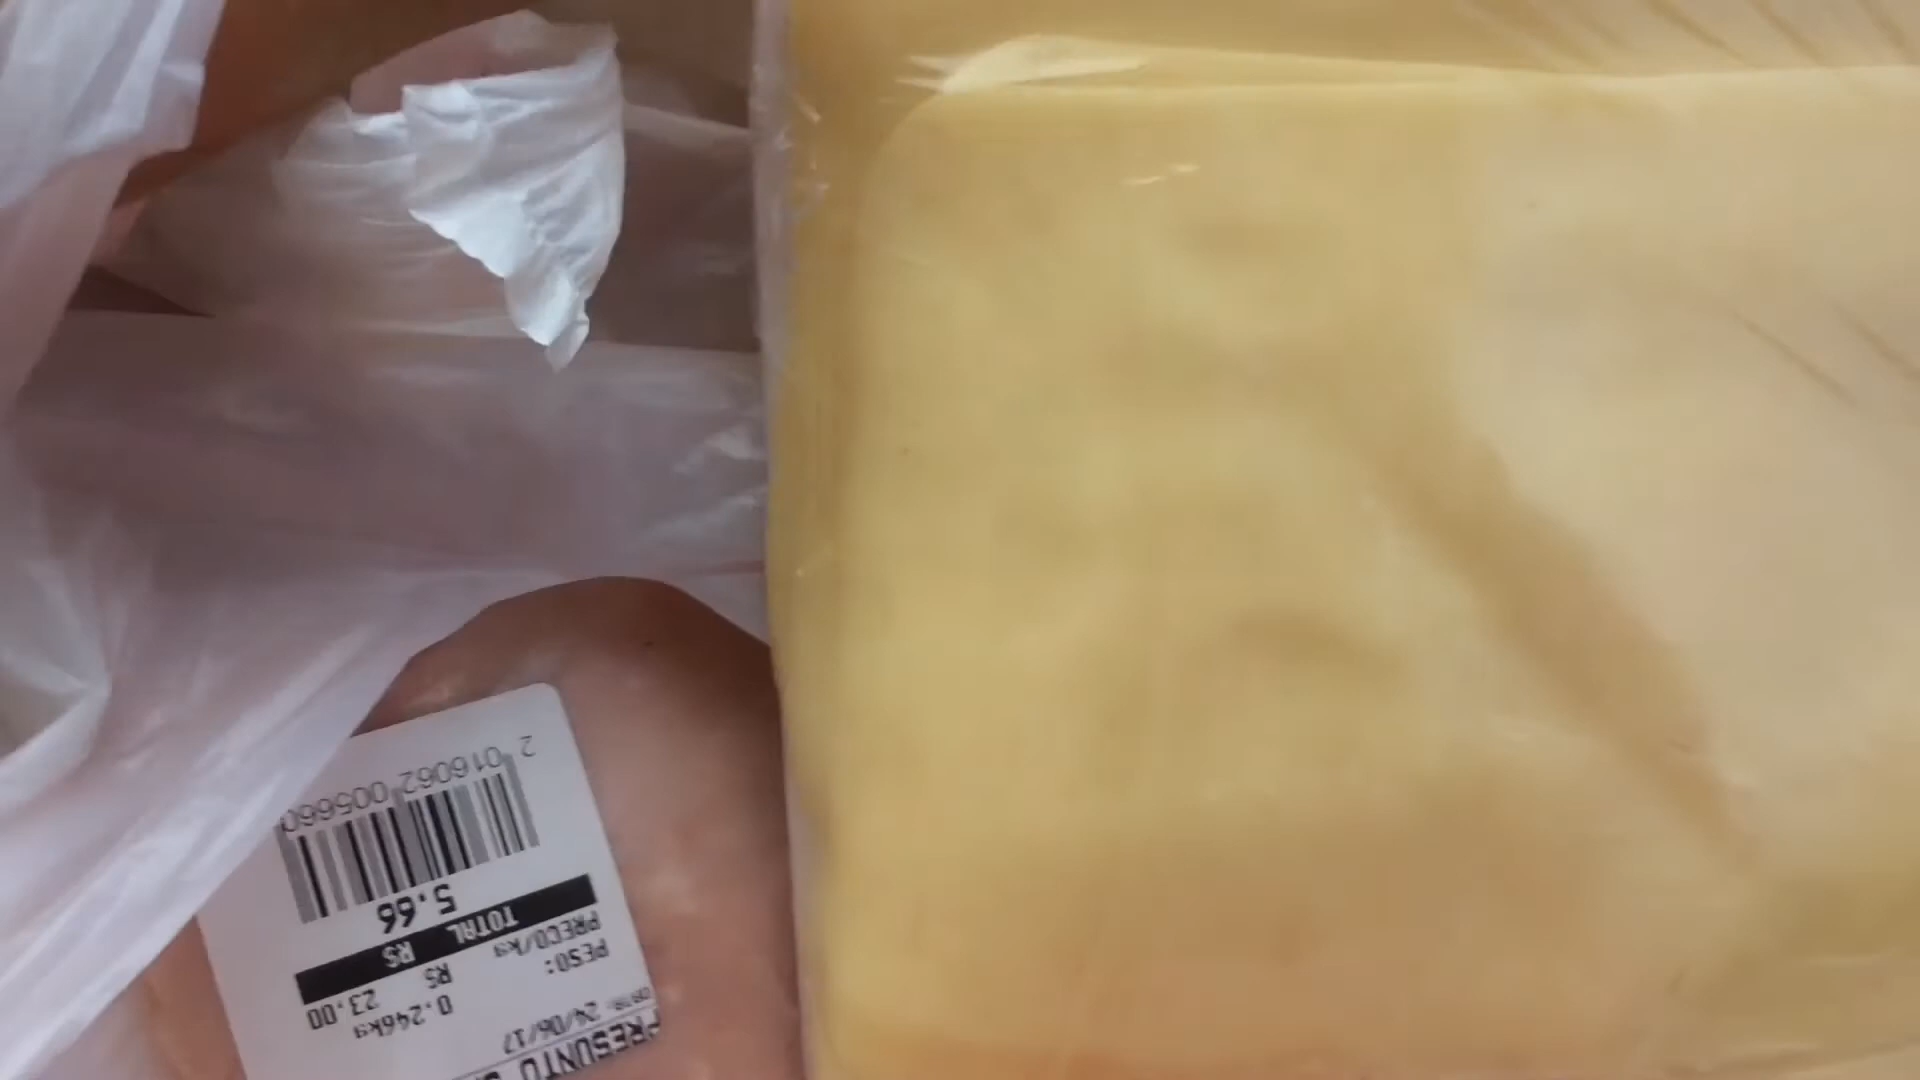 PRESUNTO
24/06/17
PESO: 0.246kg
PRECO/kg R$ 23.00
TOTAL R$
5.66
2 016062 005660